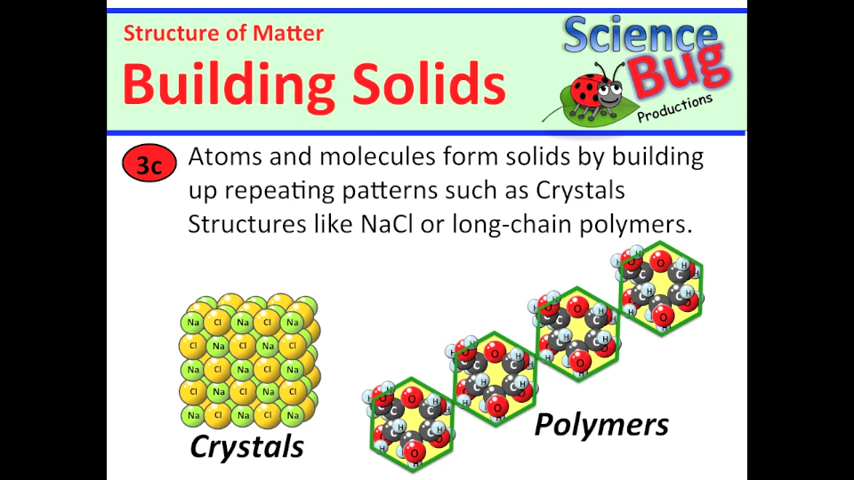 Structure of Matter
Building Solids
Science
Bug
Productions
3c
Atoms and molecules form solids by building
up repeating patterns such as Crystals
Structures like NaCl or long-chain polymers.
Na Cl Na Cl Na
Cl Na Cl Na Cl
Na Cl Na Cl Na
Cl Na Cl Na Cl
Na Cl Na Cl Na
Crystals
Polymers